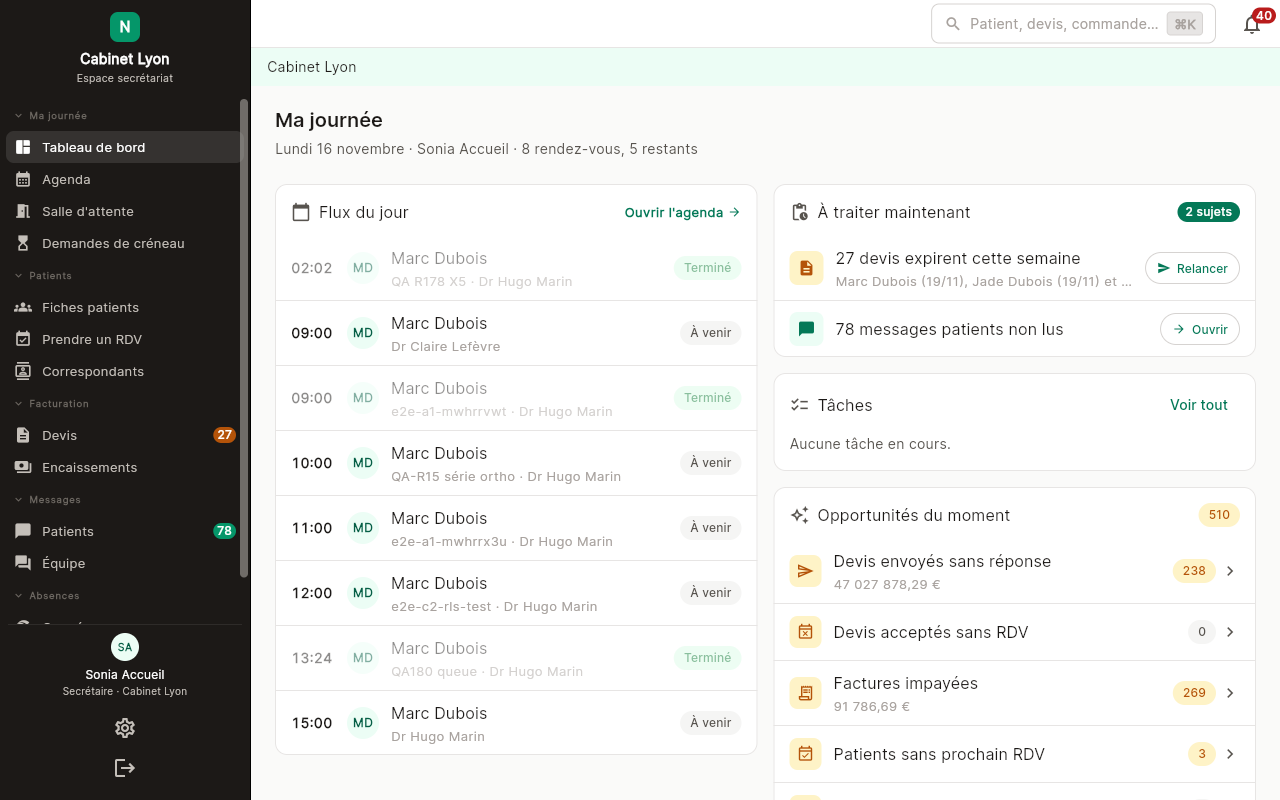 N
Cabinet Lyon
Espace secrétariat
Ma journée
Tableau de bord
Agenda
Salle d'attente
Demandes de créneau
Patients
Fiches patients
Prendre un RDV
Correspondants
Facturation
Devis 27
Encaissements
Messages
Patients 78
Équipe
Absences
SA
Sonia Accueil
Secrétaire · Cabinet Lyon
Patient, devis, commande... ⌘K
40
Cabinet Lyon
Ma journée
Lundi 16 novembre · Sonia Accueil · 8 rendez-vous, 5 restants
Flux du jour
Ouvrir l'agenda →
02:02 MD Marc Dubois Terminé
QA R178 X5 · Dr Hugo Marin
09:00 MD Marc Dubois À venir
Dr Claire Lefèvre
09:00 MD Marc Dubois Terminé
e2e-a1-mwhrrvwt · Dr Hugo Marin
10:00 MD Marc Dubois À venir
QA-R15 série ortho · Dr Hugo Marin
11:00 MD Marc Dubois À venir
e2e-a1-mwhrrx3u · Dr Hugo Marin
12:00 MD Marc Dubois À venir
e2e-c2-rls-test · Dr Hugo Marin
13:24 MD Marc Dubois Terminé
QA180 queue · Dr Hugo Marin
15:00 MD Marc Dubois À venir
Dr Hugo Marin
À traiter maintenant 2 sujets
27 devis expirent cette semaine
Marc Dubois (19/11), Jade Dubois (19/11) et ...
Relancer
78 messages patients non lus
→ Ouvrir
Tâches Voir tout
Aucune tâche en cours.
Opportunités du moment 510
Devis envoyés sans réponse 238
47 027 878,29 €
Devis acceptés sans RDV 0
Factures impayées 269
91 786,69 €
Patients sans prochain RDV 3